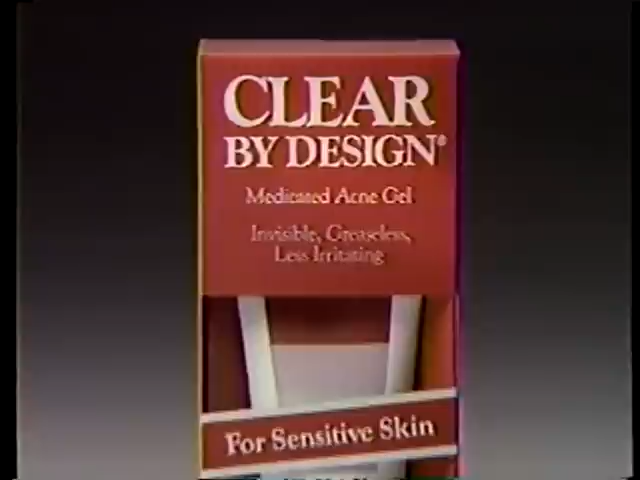 CLEAR
BY DESIGN®
Medicated Acne Gel
Invisible, Greaseless,
Less Irritating
For Sensitive Skin